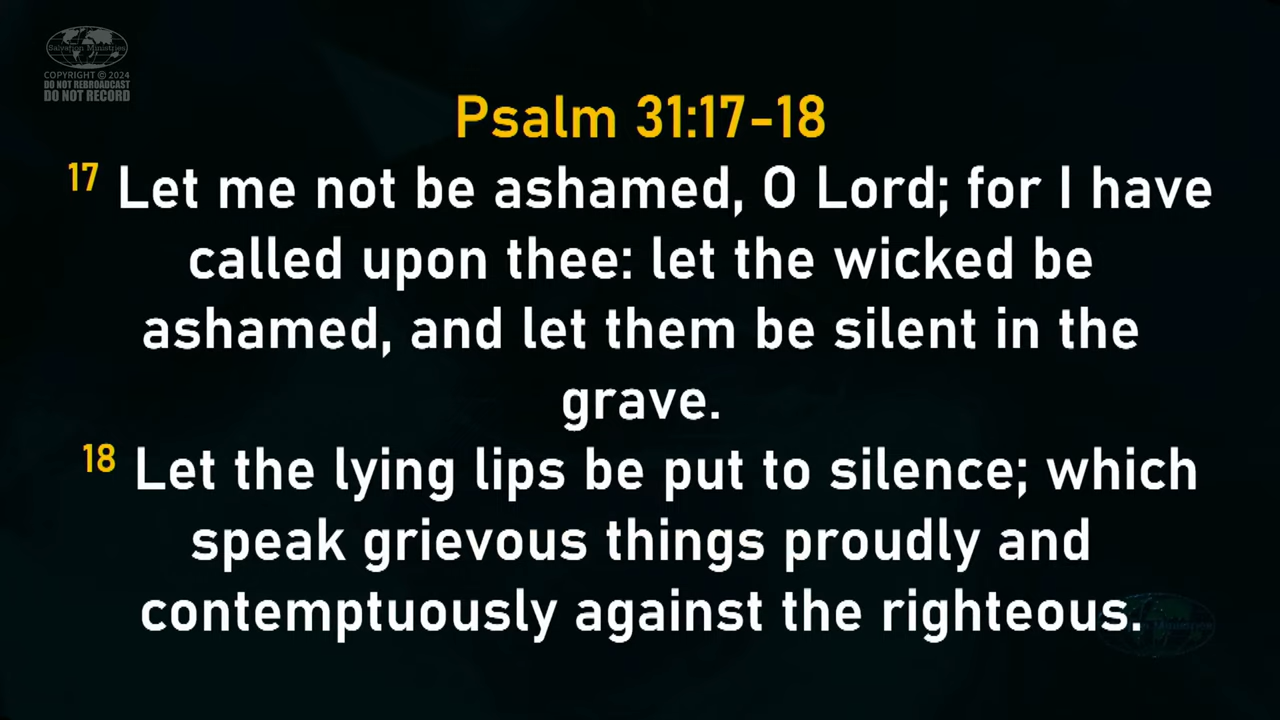 Salvation Ministries
COPYRIGHT © 2024
DO NOT REBROADCAST
DO NOT RECORD
Psalm 31:17-18
17 Let me not be ashamed, O Lord; for I have
called upon thee: let the wicked be
ashamed, and let them be silent in the
grave.
18 Let the lying lips be put to silence; which
speak grievous things proudly and
contemptuously against the righteous.
Ministries